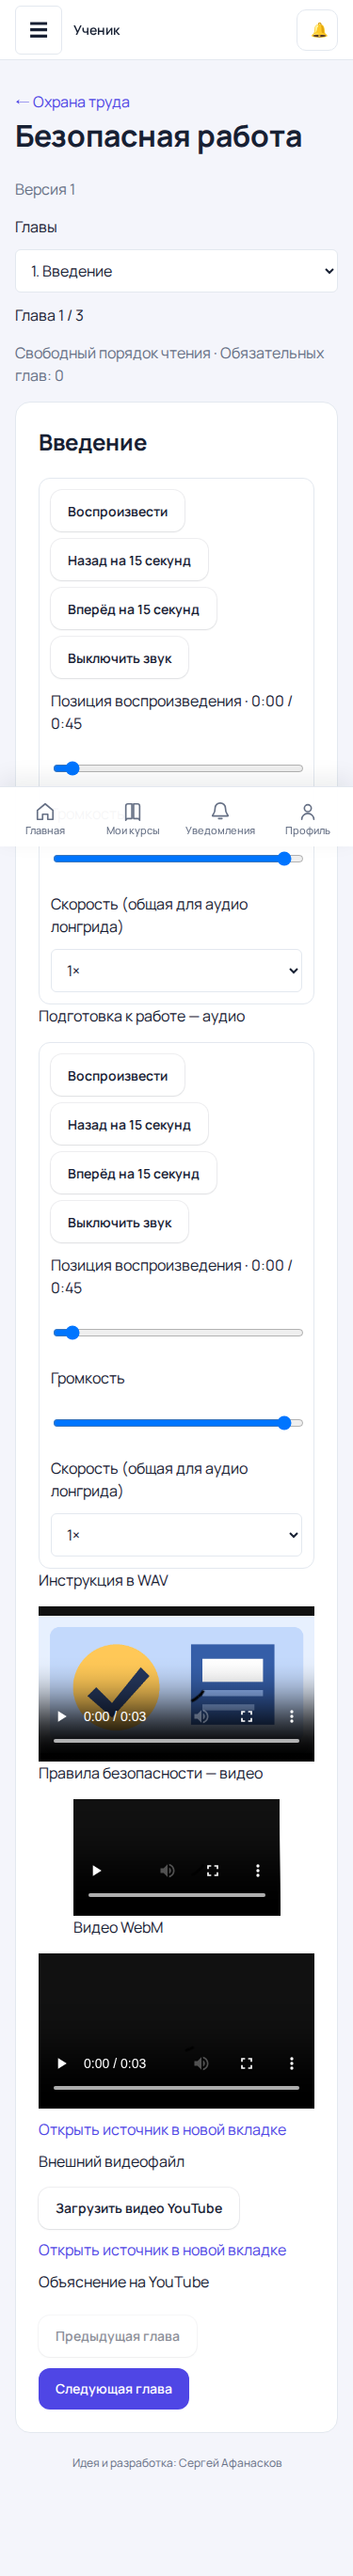 Ученик
← Охрана труда
Безопасная работа
Версия 1
Главы
1. Введение
Глава 1 / 3
Свободный порядок чтения · Обязательных
глав: 0
Введение
Воспроизвести
Назад на 15 секунд
Вперёд на 15 секунд
Выключить звук
Позиция воспроизведения · 0:00 /
0:45
Главная
Мои курсы
Уведомления
Профиль
Скорость (общая для аудио
лонгрида)
1×
Подготовка к работе — аудио
Воспроизвести
Назад на 15 секунд
Вперёд на 15 секунд
Выключить звук
Позиция воспроизведения · 0:00 /
0:45
Громкость
Скорость (общая для аудио
лонгрида)
1×
Инструкция в WAV
0:00 / 0:03
Правила безопасности — видео
Видео WebM
0:00 / 0:03
Открыть источник в новой вкладке
Внешний видеофайл
Загрузить видео YouTube
Открыть источник в новой вкладке
Объяснение на YouTube
Предыдущая глава
Следующая глава
Идея и разработка: Сергей Афанасков